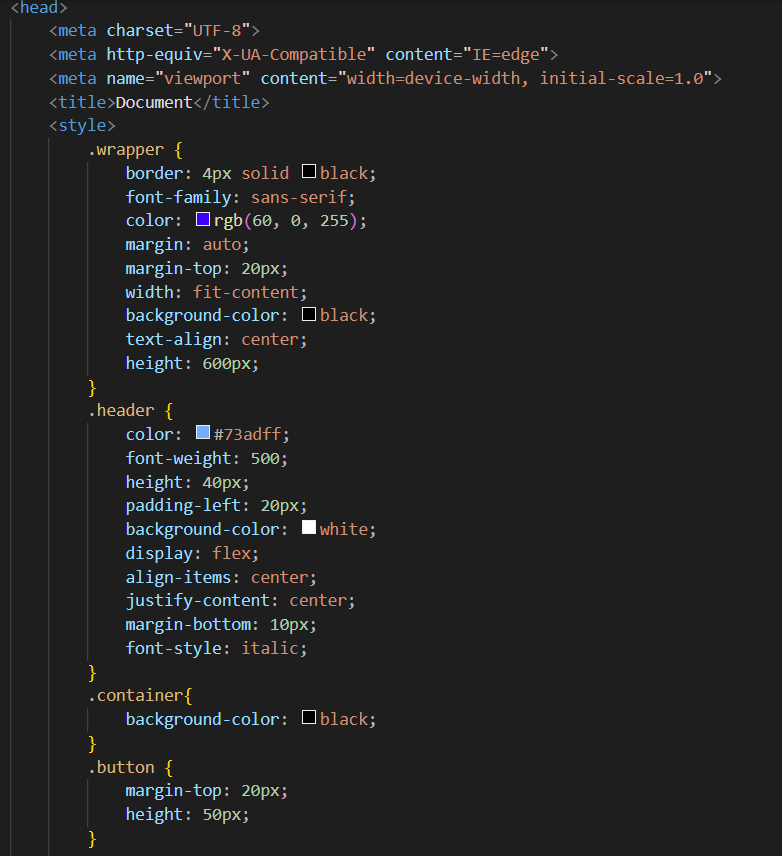 <head>
    <meta charset="UTF-8">
    <meta http-equiv="X-UA-Compatible" content="IE=edge">
    <meta name="viewport" content="width=device-width, initial-scale=1.0">
    <title>Document</title>
    <style>
        .wrapper {
            border: 4px solid black;
            font-family: sans-serif;
            color: rgb(60, 0, 255);
            margin: auto;
            margin-top: 20px;
            width: fit-content;
            background-color: black;
            text-align: center;
            height: 600px;
        }
        .header {
            color: #73adff;
            font-weight: 500;
            height: 40px;
            padding-left: 20px;
            background-color: white;
            display: flex;
            align-items: center;
            justify-content: center;
            margin-bottom: 10px;
            font-style: italic;
        }
        .container{
            background-color: black;
        }
        .button {
            margin-top: 20px;
            height: 50px;
        }